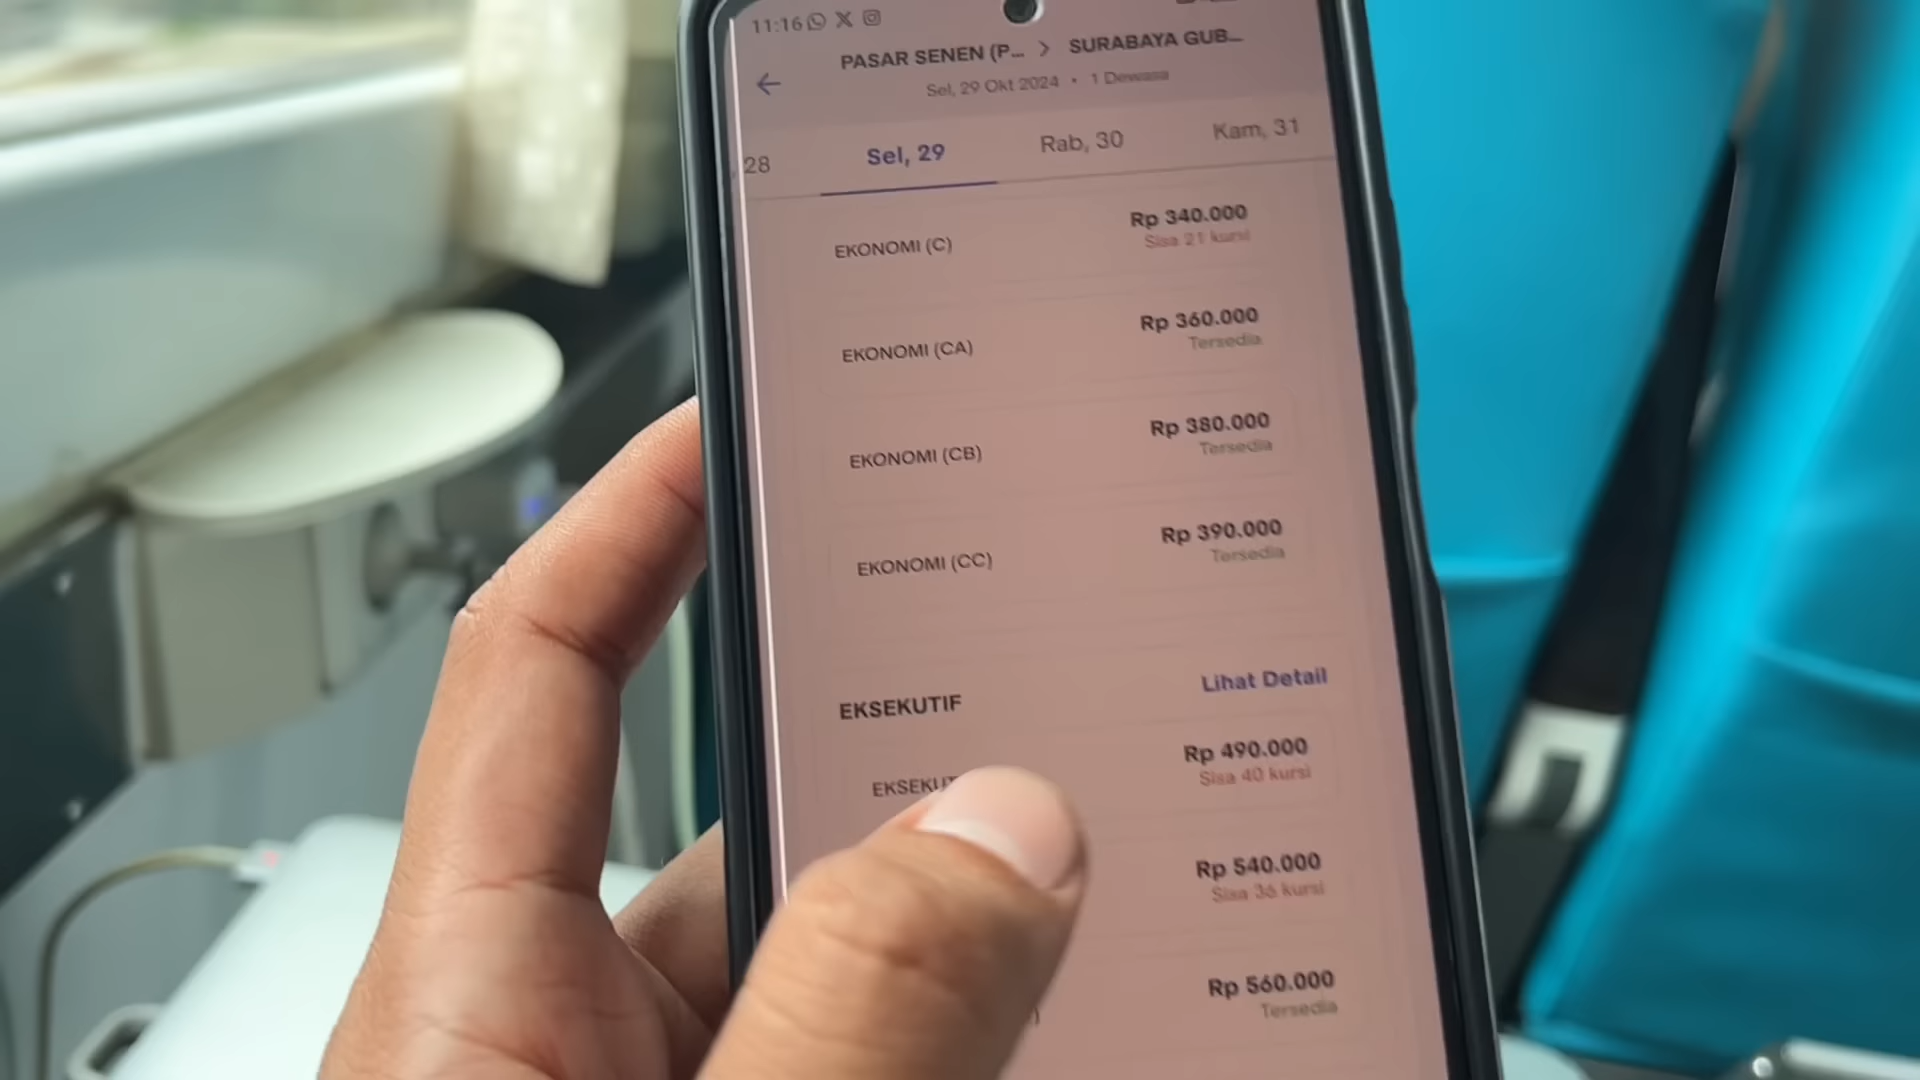 11:16
PASAR SENEN (P... > SURABAYA GUB...
Sel, 29 Okt 2024 • 1 Dewasa
28 Sel, 29 Rab, 30 Kam, 31
EKONOMI (C) Rp 340.000
Sisa 21 kursi
EKONOMI (CA) Rp 360.000
Tersedia
EKONOMI (CB) Rp 380.000
Tersedia
EKONOMI (CC) Rp 390.000
Tersedia
EKSEKUTIF Lihat Detail
Rp 490.000
Sisa 40 kursi
Rp 540.000
Sisa 36 kursi
Rp 560.000
Tersedia